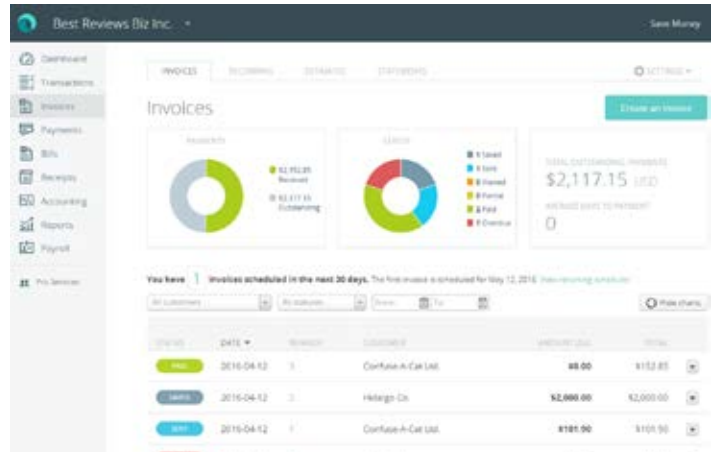 Best Reviews Biz Inc.
Save Money
Dashboard
Transactions
Invoices
Payments
Bills
Receipts
Accounting
Reports
Payroll
Pro Services
INVOICES RECURRING ESTIMATES STATEMENTS
SETTINGS
Invoices
Create an invoice
PAYMENTS
Received
$2,117.15
Outstanding
STATUS
Saved
Sent
Viewed
Partial
Paid
Overdue
TOTAL OUTSTANDING PAYMENTS
$2,117.15 USD
AVERAGE DAYS TO PAYMENT
0
You have 1 invoices scheduled in the next 30 days. The first invoice is scheduled for May 12, 2016. View recurring schedules
All customers All statuses From To Hide charts
STATUS DATE NUMBER CUSTOMER AMOUNT DUE TOTAL
PAID 2016-04-12 3 Confuse-A-Cat Ltd. $0.00 $152.85
SAVED 2016-04-12 2 Hidalgo Co. $2,000.00 $2,000.00
SENT 2016-04-12 1 Confuse-A-Cat Ltd. $101.90 $101.90